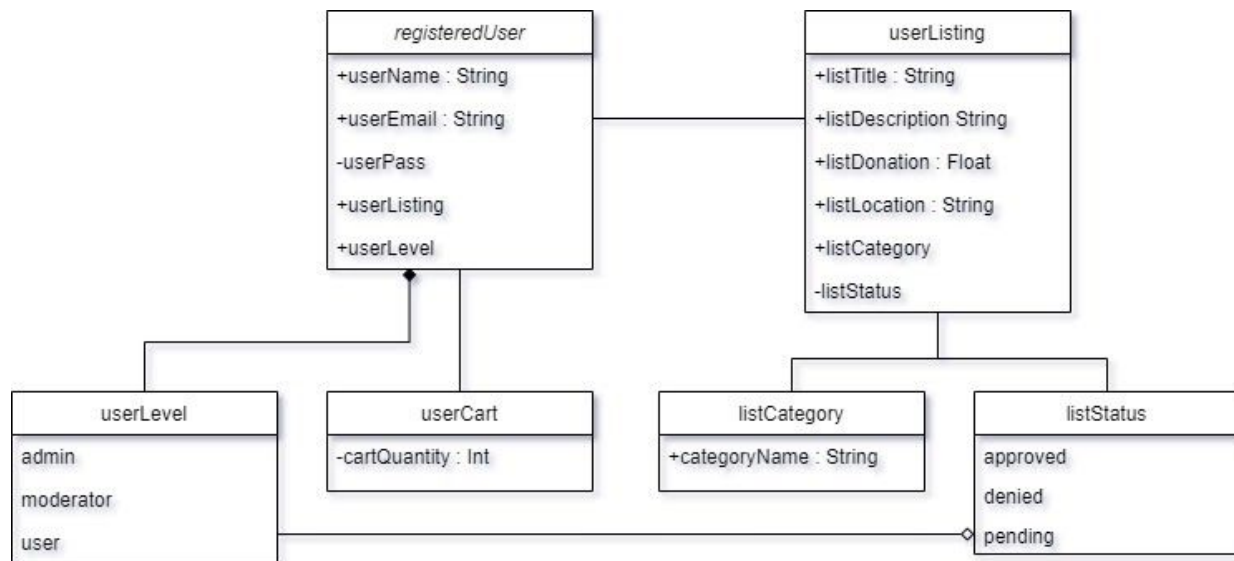 registeredUser
+userName : String
+userEmail : String
-userPass
+userListing
+userLevel
userListing
+listTitle : String
+listDescription String
+listDonation : Float
+listLocation : String
+listCategory
-listStatus
userLevel
admin
moderator
user
userCart
-cartQuantity : Int
listCategory
+categoryName : String
listStatus
approved
denied
pending